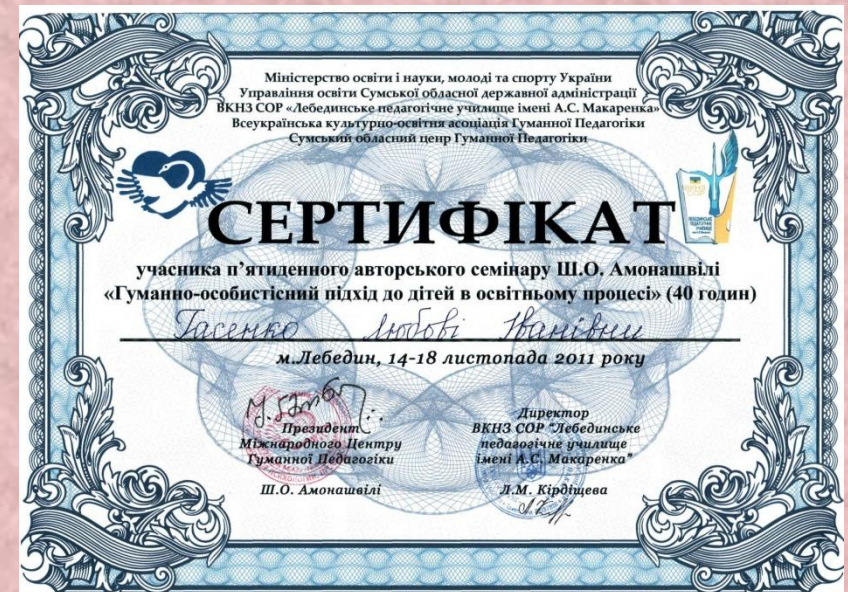 Міністерство освіти і науки, молоді та спорту України
Управління освіти Сумської обласної державної адміністрації
ВКНЗ СОР «Лебединське педагогічне училище імені А.С. Макаренка»
Всеукраїнська культурно-освітня асоціація Гуманної Педагогіки
Сумський обласний ценр Гуманної Педагогіки
СЕРТИФІКАТ
учасника п’ятиденного авторського семінару Ш.О. Амонашвілі
«Гуманно-особистісний підхід до дітей в освітньому процесі» (40 годин)
Гасенко Любові Іванівни
м.Лебедин, 14-18 листопада 2011 року
Президент
Міжнародного Центру
Гуманної Педагогіки
Ш.О. Амонашвілі
Директор
ВКНЗ СОР "Лебединське
педагогічне училище
імені А.С. Макаренка"
Л.М. Кірдіщева